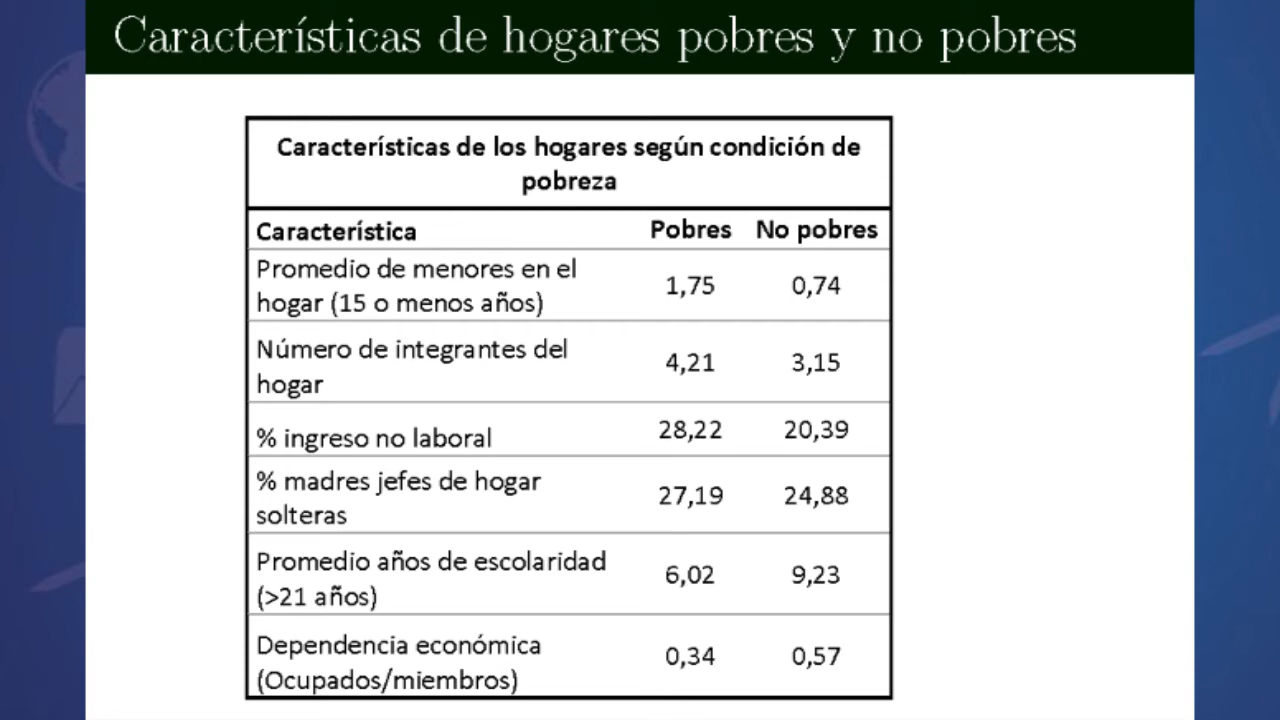 Características de hogares pobres y no pobres
Características de los hogares según condición de
pobreza
Característica Pobres No pobres
Promedio de menores en el
hogar (15 o menos años) 1,75 0,74
Número de integrantes del
hogar 4,21 3,15
% ingreso no laboral 28,22 20,39
% madres jefes de hogar
solteras 27,19 24,88
Promedio años de escolaridad
(>21 años) 6,02 9,23
Dependencia económica
(Ocupados/miembros) 0,34 0,57